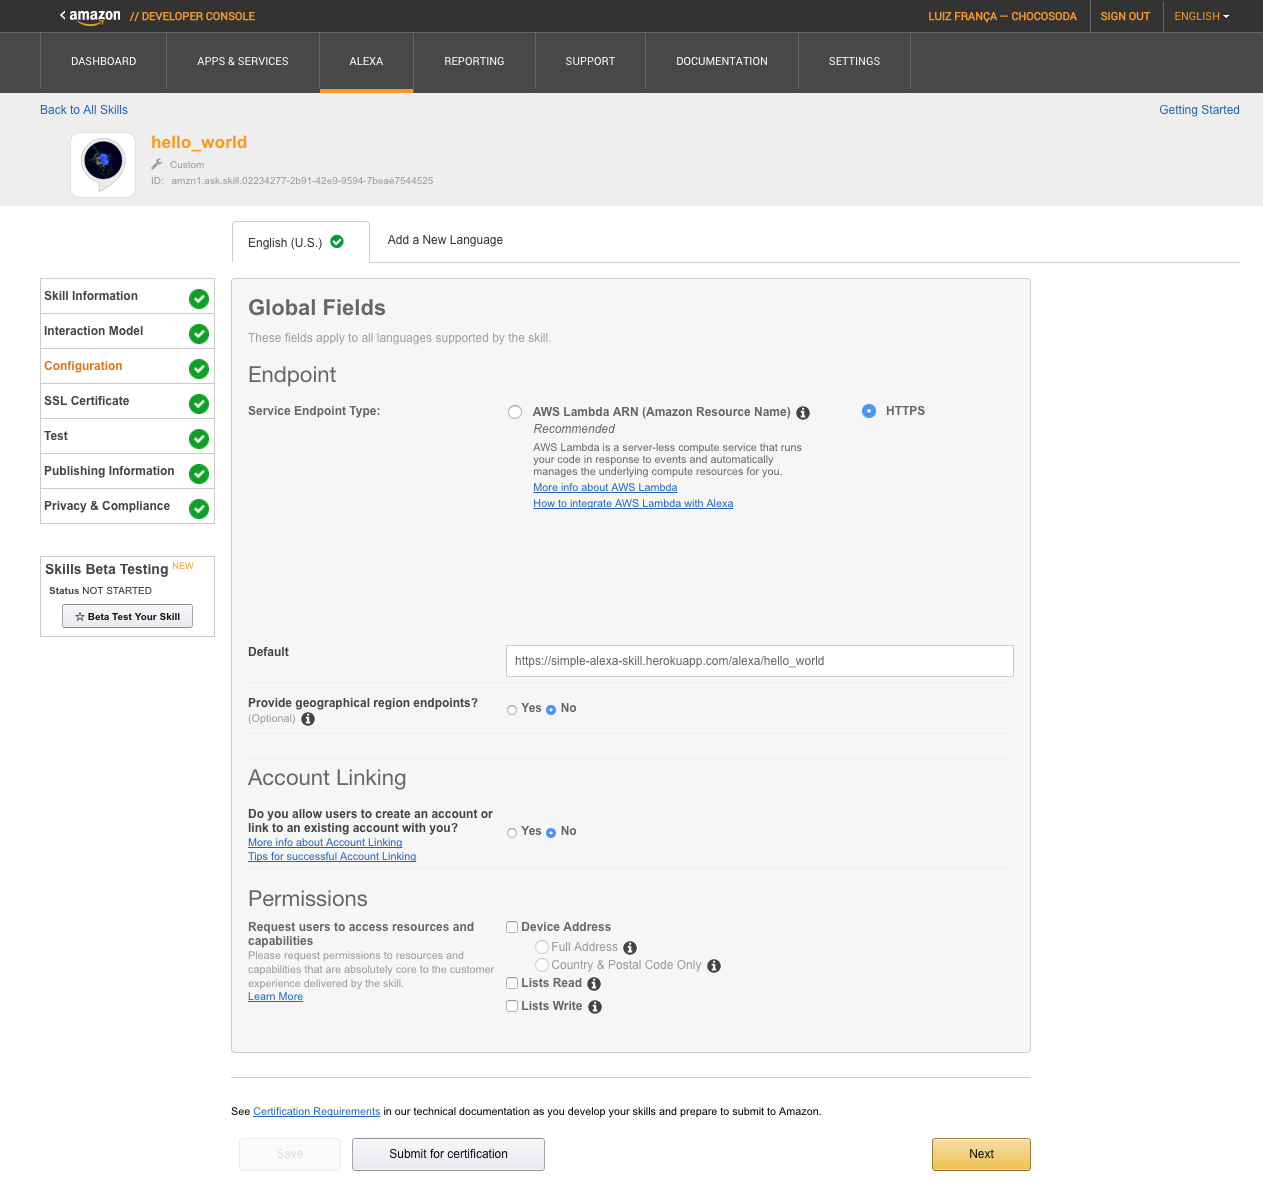 amazon // DEVELOPER CONSOLE
LUIZ FRANÇA — CHOCOSODA SIGN OUT ENGLISH
DASHBOARD APPS & SERVICES ALEXA REPORTING SUPPORT DOCUMENTATION SETTINGS
Back to All Skills Getting Started
hello_world
Custom
ID: amzn1.ask.skill.02234277-2b91-42e9-9594-7beae7544525
English (U.S.) Add a New Language
Skill Information
Interaction Model
Configuration
SSL Certificate
Test
Publishing Information
Privacy & Compliance
Skills Beta Testing NEW
Status NOT STARTED
☆ Beta Test Your Skill
Global Fields
These fields apply to all languages supported by the skill.
Endpoint
Service Endpoint Type:
AWS Lambda ARN (Amazon Resource Name)
Recommended
AWS Lambda is a server-less compute service that runs
your code in response to events and automatically
manages the underlying compute resources for you.
More info about AWS Lambda
How to integrate AWS Lambda with Alexa
HTTPS
Default
https://simple-alexa-skill.herokuapp.com/alexa/hello_world
Provide geographical region endpoints?
(Optional)
Yes No
Account Linking
Do you allow users to create an account or
link to an existing account with you?
More info about Account Linking
Tips for successful Account Linking
Yes No
Permissions
Request users to access resources and
capabilities
Please request permissions to resources and
capabilities that are absolutely core to the customer
experience delivered by the skill.
Learn More
Device Address
Full Address
Country & Postal Code Only
Lists Read
Lists Write
See Certification Requirements in our technical documentation as you develop your skills and prepare to submit to Amazon.
Save Submit for certification Next